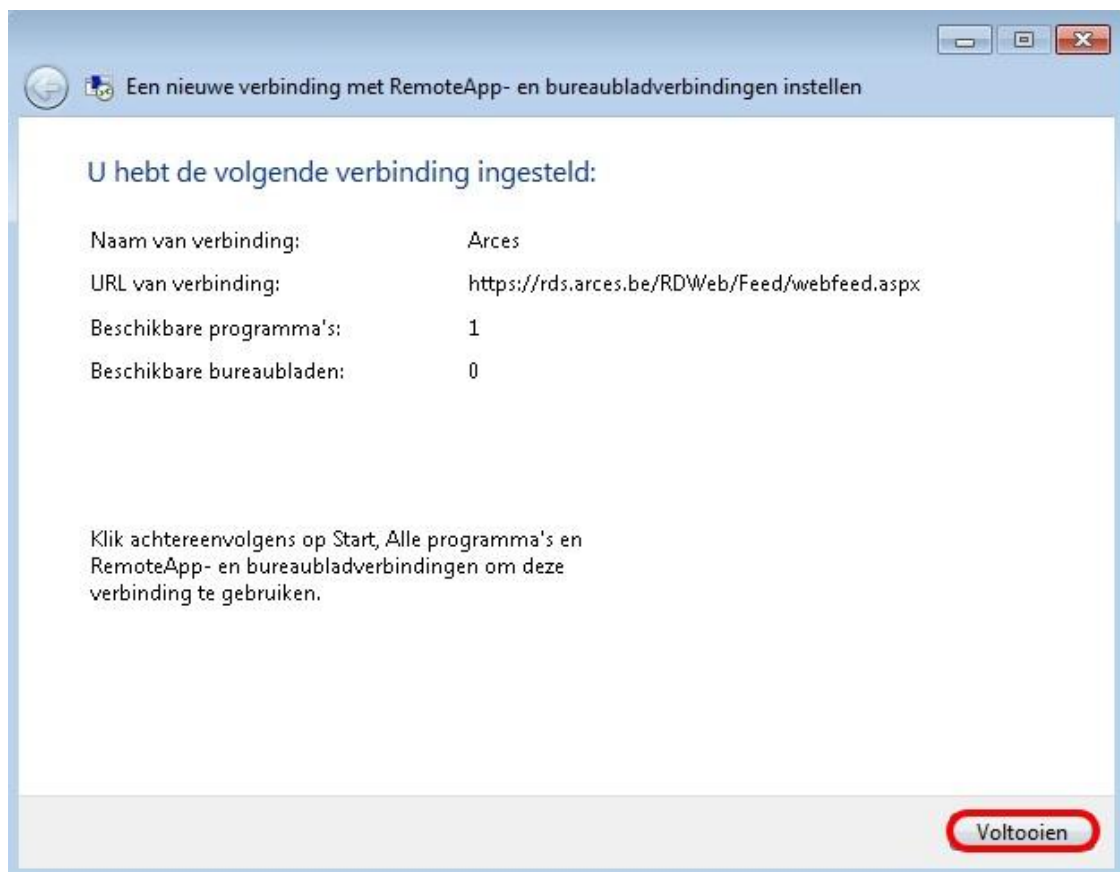 Een nieuwe verbinding met RemoteApp- en bureaubladverbindingen instellen
U hebt de volgende verbinding ingesteld:
Naam van verbinding: Arces
URL van verbinding: https://rds.arces.be/RDWeb/Feed/webfeed.aspx
Beschikbare programma's: 1
Beschikbare bureaubladen: 0
Klik achtereenvolgens op Start, Alle programma's en
RemoteApp- en bureaubladverbindingen om deze
verbinding te gebruiken.
Voltooien